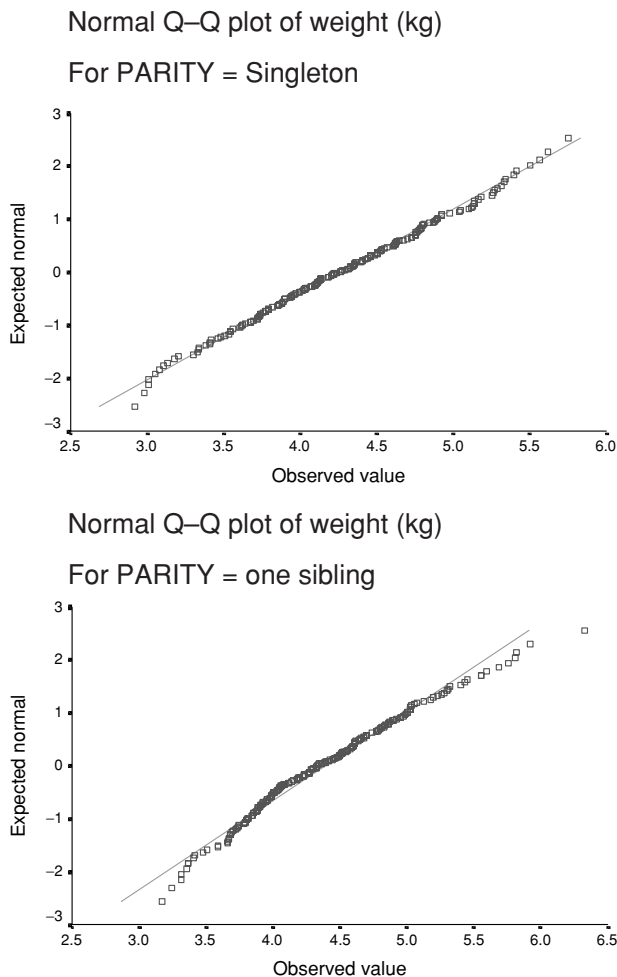 Normal Q–Q plot of weight (kg)
For PARITY = Singleton
3
2
1
0
−1
−2
−3
Expected normal
2.5 3.0 3.5 4.0 4.5 5.0 5.5 6.0
Observed value
Normal Q–Q plot of weight (kg)
For PARITY = one sibling
3
2
1
0
−1
−2
−3
Expected normal
2.5 3.0 3.5 4.0 4.5 5.0 5.5 6.0 6.5
Observed value